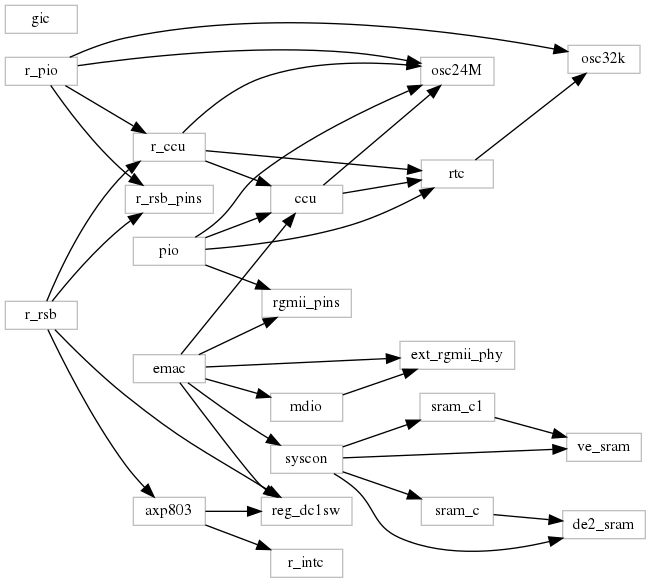 gic
r_pio
osc32k
osc24M
r_ccu
rtc
r_rsb_pins
ccu
pio
rgmii_pins
r_rsb
ext_rgmii_phy
emac
mdio
sram_c1
ve_sram
syscon
axp803
reg_dc1sw
sram_c
de2_sram
r_intc